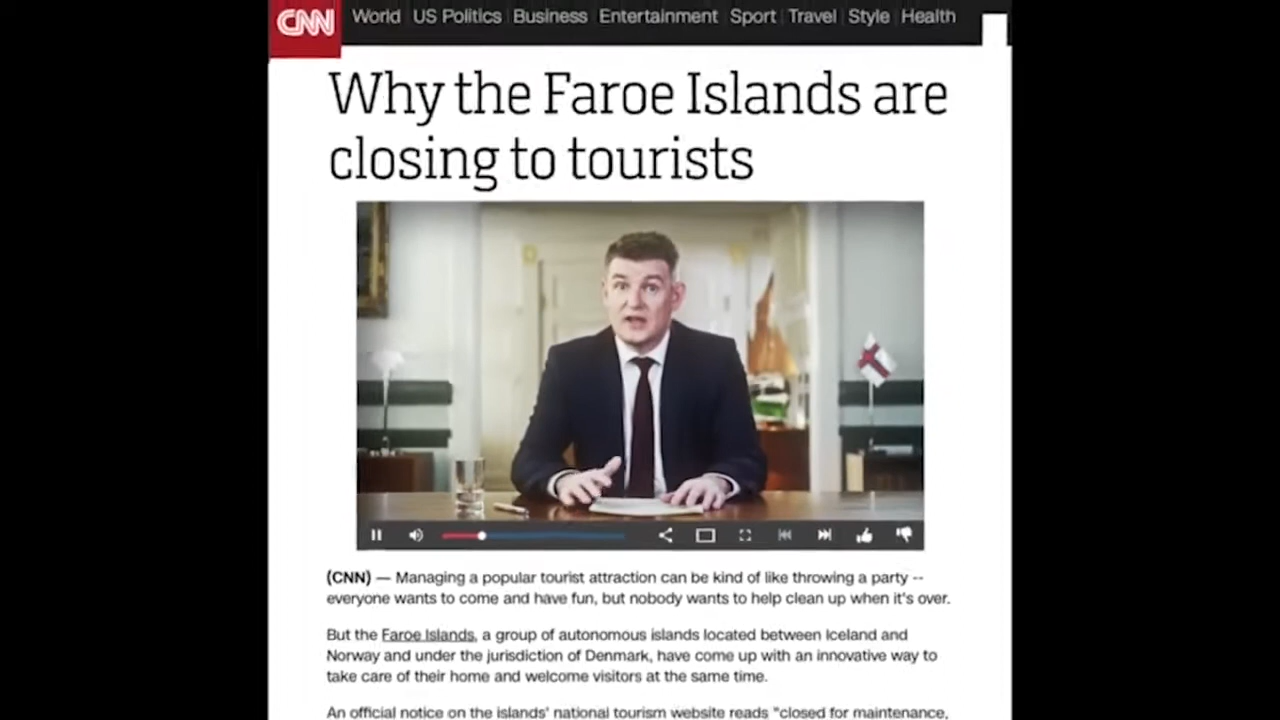 CNN
World US Politics Business Entertainment Sport Travel Style Health
Why the Faroe Islands are
closing to tourists
(CNN) — Managing a popular tourist attraction can be kind of like throwing a party --
everyone wants to come and have fun, but nobody wants to help clean up when it's over.
But the Faroe Islands, a group of autonomous islands located between Iceland and
Norway and under the jurisdiction of Denmark, have come up with an innovative way to
take care of their home and welcome visitors at the same time.
An official notice on the islands' national tourism website reads "closed for maintenance,